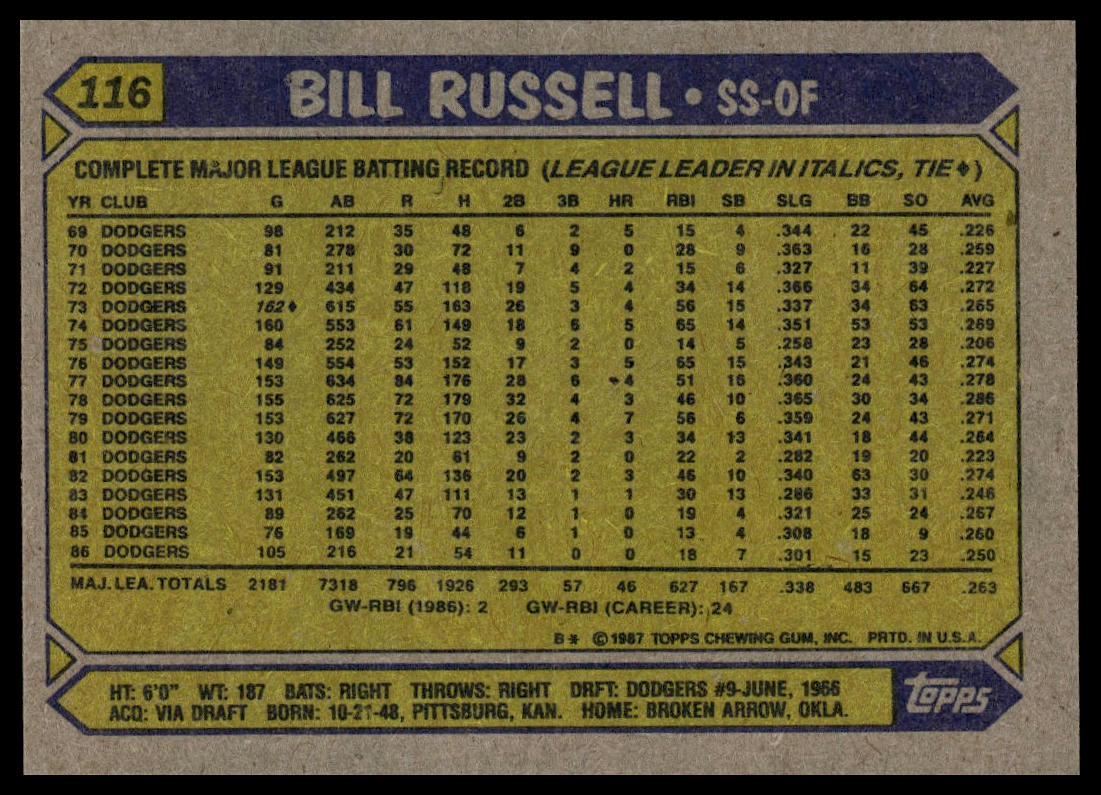 116 BILL RUSSELL • SS-OF
COMPLETE MAJOR LEAGUE BATTING RECORD (LEAGUE LEADER IN ITALICS, TIE♦)
YR CLUB G AB R H 2B 3B HR RBI SB SLG BB SO AVG
69 DODGERS 98 212 35 48 6 2 5 15 4 .344 22 45 .226
70 DODGERS 81 278 30 72 11 9 0 28 9 .363 16 28 .259
71 DODGERS 91 211 29 48 7 4 2 15 6 .327 11 39 .227
72 DODGERS 129 434 47 118 19 5 4 34 14 .366 34 64 .272
73 DODGERS 162♦ 615 55 163 26 3 4 56 15 .337 34 63 .265
74 DODGERS 160 553 61 149 18 6 5 65 14 .351 53 53 .269
75 DODGERS 84 252 24 52 9 2 0 14 5 .258 23 28 .206
76 DODGERS 149 554 53 152 17 3 5 65 15 .343 21 46 .274
77 DODGERS 153 634 84 176 28 6 4 51 16 .360 24 43 .278
78 DODGERS 155 625 72 179 32 4 3 46 10 .365 30 34 .286
79 DODGERS 153 627 72 170 26 4 7 56 6 .359 24 43 .271
80 DODGERS 130 466 38 123 23 2 3 34 13 .341 18 44 .264
81 DODGERS 82 262 20 61 9 2 0 22 2 .282 19 20 .223
82 DODGERS 153 497 64 136 20 2 3 46 10 .340 63 30 .274
83 DODGERS 131 451 47 111 13 1 1 30 13 .286 33 31 .246
84 DODGERS 89 262 25 70 12 1 0 19 4 .321 25 24 .267
85 DODGERS 76 169 19 44 6 1 0 13 4 .308 18 9 .260
86 DODGERS 105 216 21 54 11 0 0 18 7 .301 15 23 .250
MAJ. LEA. TOTALS 2181 7318 796 1926 293 57 46 627 167 .338 483 667 .263
GW-RBI (1986): 2 GW-RBI (CAREER): 24
B* ©1987 TOPPS CHEWING GUM, INC. PRTD. IN U.S.A.
HT: 6'0" WT: 187 BATS: RIGHT THROWS: RIGHT DRFT: DODGERS #9-JUNE, 1966
ACQ: VIA DRAFT BORN: 10-21-48, PITTSBURG, KAN. HOME: BROKEN ARROW, OKLA.
topps